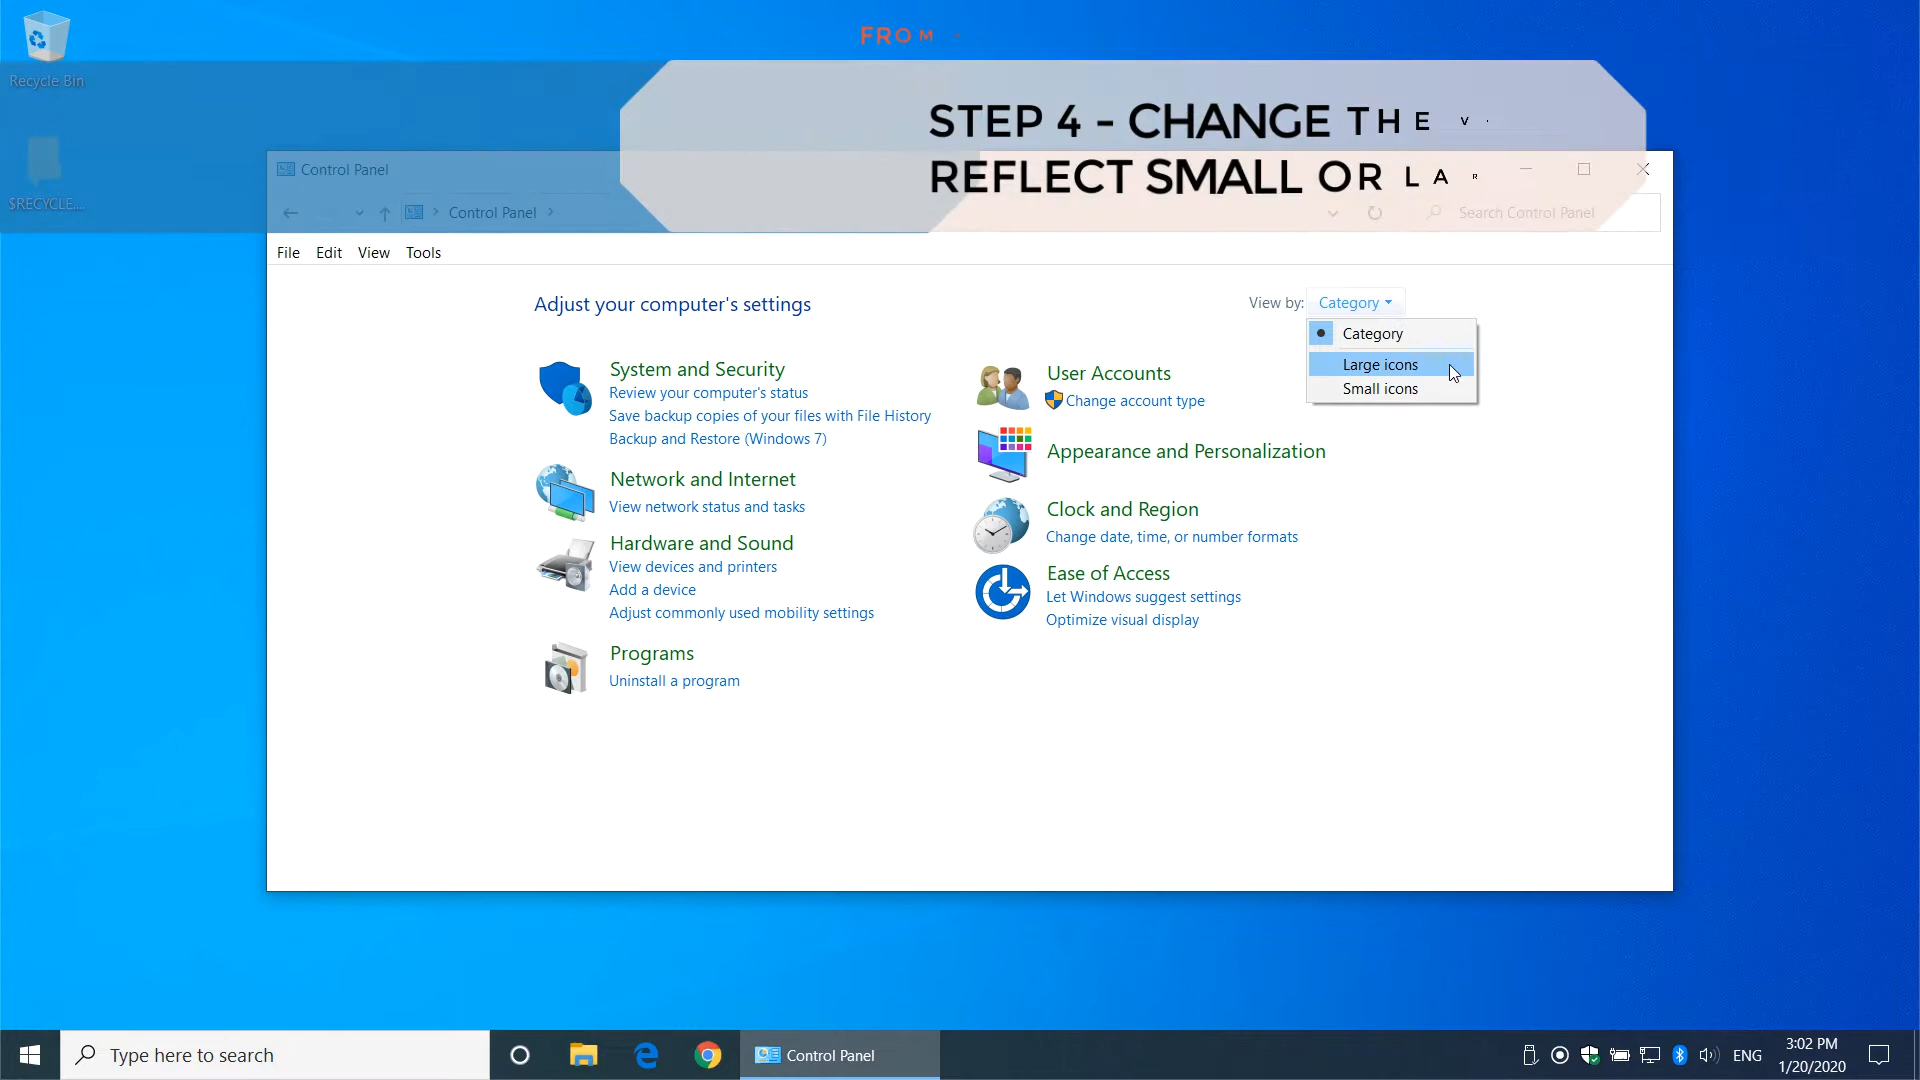 Recycle Bin
FROM
STEP 4 - CHANGE THE V
REFLECT SMALL OR LAR
$RECYCLE....
Control Panel
Control Panel
Search Control Panel
File Edit View Tools
Adjust your computer's settings
View by: Category
Category
Large icons
Small icons
System and Security
Review your computer's status
Save backup copies of your files with File History
Backup and Restore (Windows 7)
Network and Internet
View network status and tasks
Hardware and Sound
View devices and printers
Add a device
Adjust commonly used mobility settings
Programs
Uninstall a program
User Accounts
Change account type
Appearance and Personalization
Clock and Region
Change date, time, or number formats
Ease of Access
Let Windows suggest settings
Optimize visual display
Type here to search
Control Panel
ENG
3:02 PM
1/20/2020